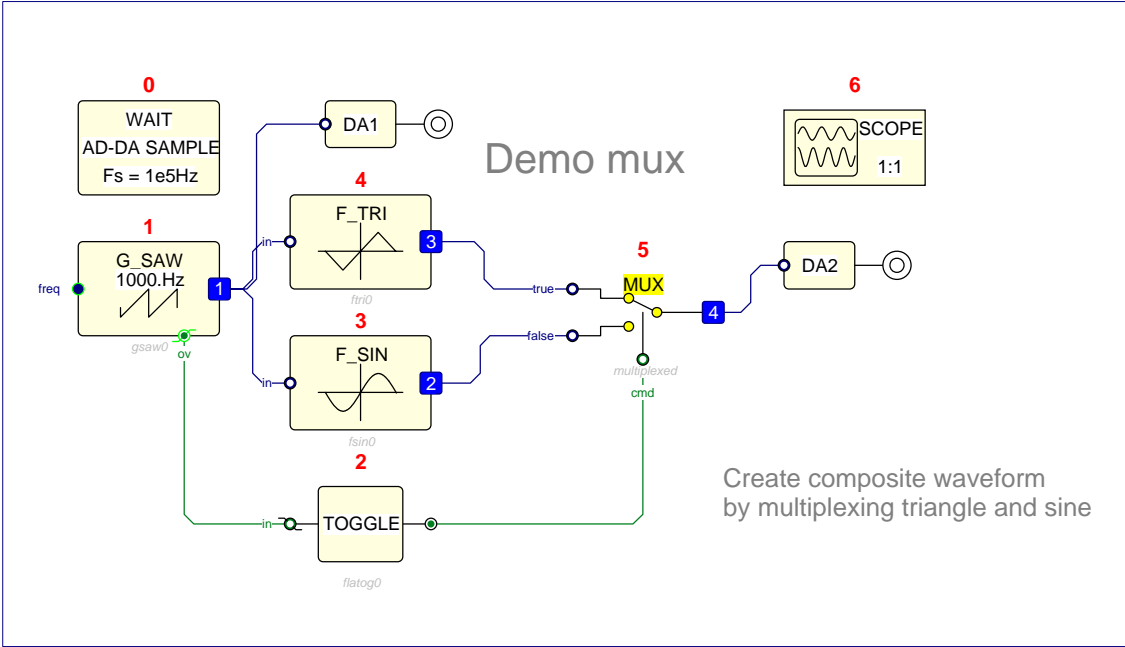 0
WAIT
AD-DA SAMPLE
Fs = 1e5Hz
DA1
Demo mux
6
SCOPE
1:1
1
G_SAW
1000.Hz
freq
1
gsaw0
ov
4
F_TRI
in
3
ftri0
3
F_SIN
in
2
fsin0
2
in
TOGGLE
flatog0
5
MUX
true
false
multiplexed
cmd
4
DA2
Create composite waveform
by multiplexing triangle and sine